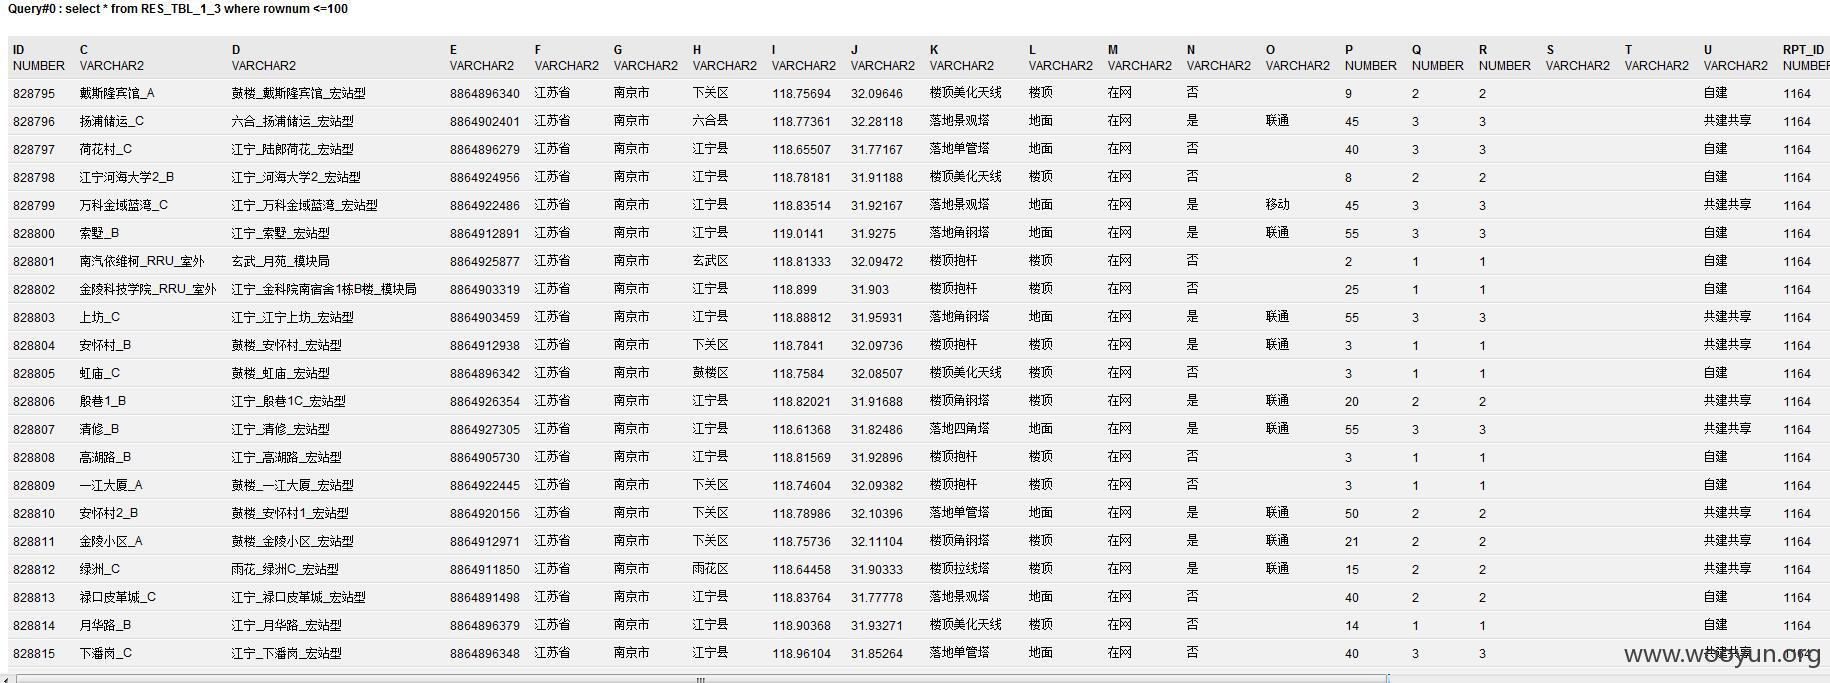 Query#0 : select * from RES_TBL_1_3 where rownum <=100
ID C D E F G H I J K L M N O P Q R S T U RPT_ID
NUMBER VARCHAR2 VARCHAR2 VARCHAR2 VARCHAR2 VARCHAR2 VARCHAR2 VARCHAR2 VARCHAR2 VARCHAR2 VARCHAR2 VARCHAR2 VARCHAR2 VARCHAR2 NUMBER NUMBER NUMBER VARCHAR2 VARCHAR2 VARCHAR2 NUMBER
828795 戴斯隆宾馆_A 鼓楼_戴斯隆宾馆_宏站型 8864896340 江苏省 南京市 下关区 118.75694 32.09646 楼顶美化天线 楼顶 在网 否 9 2 2 自建 1164
828796 扬浦储运_C 六合_扬浦储运_宏站型 8864902401 江苏省 南京市 六合县 118.77361 32.28118 落地景观塔 地面 在网 是 联通 45 3 3 共建共享 1164
828797 荷花村_C 江宁_陆郎荷花_宏站型 8864896279 江苏省 南京市 江宁县 118.65507 31.77167 落地单管塔 地面 在网 否 40 3 3 自建 1164
828798 江宁河海大学2_B 江宁_河海大学2_宏站型 8864924956 江苏省 南京市 江宁县 118.78181 31.91188 楼顶美化天线 楼顶 在网 否 8 2 2 自建 1164
828799 万科金域蓝湾_C 江宁_万科金域蓝湾_宏站型 8864922486 江苏省 南京市 江宁县 118.83514 31.92167 落地景观塔 地面 在网 是 移动 45 3 3 共建共享 1164
828800 索墅_B 江宁_索墅_宏站型 8864912891 江苏省 南京市 江宁县 119.0141 31.9275 落地角钢塔 地面 在网 是 联通 55 3 3 自建 1164
828801 南汽依维柯_RRU_室外 玄武_月苑_模块局 8864925877 江苏省 南京市 玄武区 118.81333 32.09472 楼顶抱杆 楼顶 在网 否 2 1 1 自建 1164
828802 金陵科技学院_RRU_室外 江宁_金科院南宿舍1栋B楼_模块局 8864903319 江苏省 南京市 江宁县 118.899 31.903 楼顶抱杆 楼顶 在网 否 25 1 1 自建 1164
828803 上坊_C 江宁_江宁上坊_宏站型 8864903459 江苏省 南京市 江宁县 118.88812 31.95931 落地角钢塔 地面 在网 是 联通 55 3 3 共建共享 1164
828804 安怀村_B 鼓楼_安怀村_宏站型 8864912938 江苏省 南京市 下关区 118.7841 32.09736 楼顶抱杆 楼顶 在网 是 联通 3 1 1 共建共享 1164
828805 虹庙_C 鼓楼_虹庙_宏站型 8864896342 江苏省 南京市 鼓楼区 118.7584 32.08507 楼顶美化天线 楼顶 在网 否 3 1 1 自建 1164
828806 殷巷1_B 江宁_殷巷1C_宏站型 8864926354 江苏省 南京市 江宁县 118.82021 31.91688 楼顶角钢塔 楼顶 在网 是 联通 20 2 2 共建共享 1164
828807 清修_B 江宁_清修_宏站型 8864927305 江苏省 南京市 江宁县 118.61368 31.82486 落地四角塔 地面 在网 是 联通 55 3 3 共建共享 1164
828808 高湖路_B 江宁_高湖路_宏站型 8864905730 江苏省 南京市 江宁县 118.81569 31.92896 楼顶抱杆 楼顶 在网 否 3 1 1 自建 1164
828809 一江大厦_A 鼓楼_一江大厦_宏站型 8864922445 江苏省 南京市 下关区 118.74604 32.09382 楼顶抱杆 楼顶 在网 否 3 1 1 自建 1164
828810 安怀村2_B 鼓楼_安怀村1_宏站型 8864920156 江苏省 南京市 下关区 118.78986 32.10396 落地单管塔 地面 在网 是 联通 50 2 2 共建共享 1164
828811 金陵小区_A 鼓楼_金陵小区_宏站型 8864912971 江苏省 南京市 下关区 118.75736 32.11104 楼顶角钢塔 楼顶 在网 是 联通 21 2 2 共建共享 1164
828812 绿洲_C 雨花_绿洲C_宏站型 8864911850 江苏省 南京市 雨花区 118.64458 31.90333 楼顶拉线塔 楼顶 在网 是 联通 15 2 2 共建共享 1164
828813 禄口皮革城_C 江宁_禄口皮革城_宏站型 8864891498 江苏省 南京市 江宁县 118.83764 31.77778 落地景观塔 地面 在网 否 40 2 2 自建 1164
828814 月华路_B 江宁_月华路_宏站型 8864896379 江苏省 南京市 江宁县 118.90368 31.93271 楼顶美化天线 楼顶 在网 否 14 1 1 自建 1164
828815 下潘岗_C 江宁_下潘岗_宏站型 8864896348 江苏省 南京市 江宁县 118.96104 31.85264 落地单管塔 地面 在网 否 40 3 3 共建共享 1164
www.wooyun.org